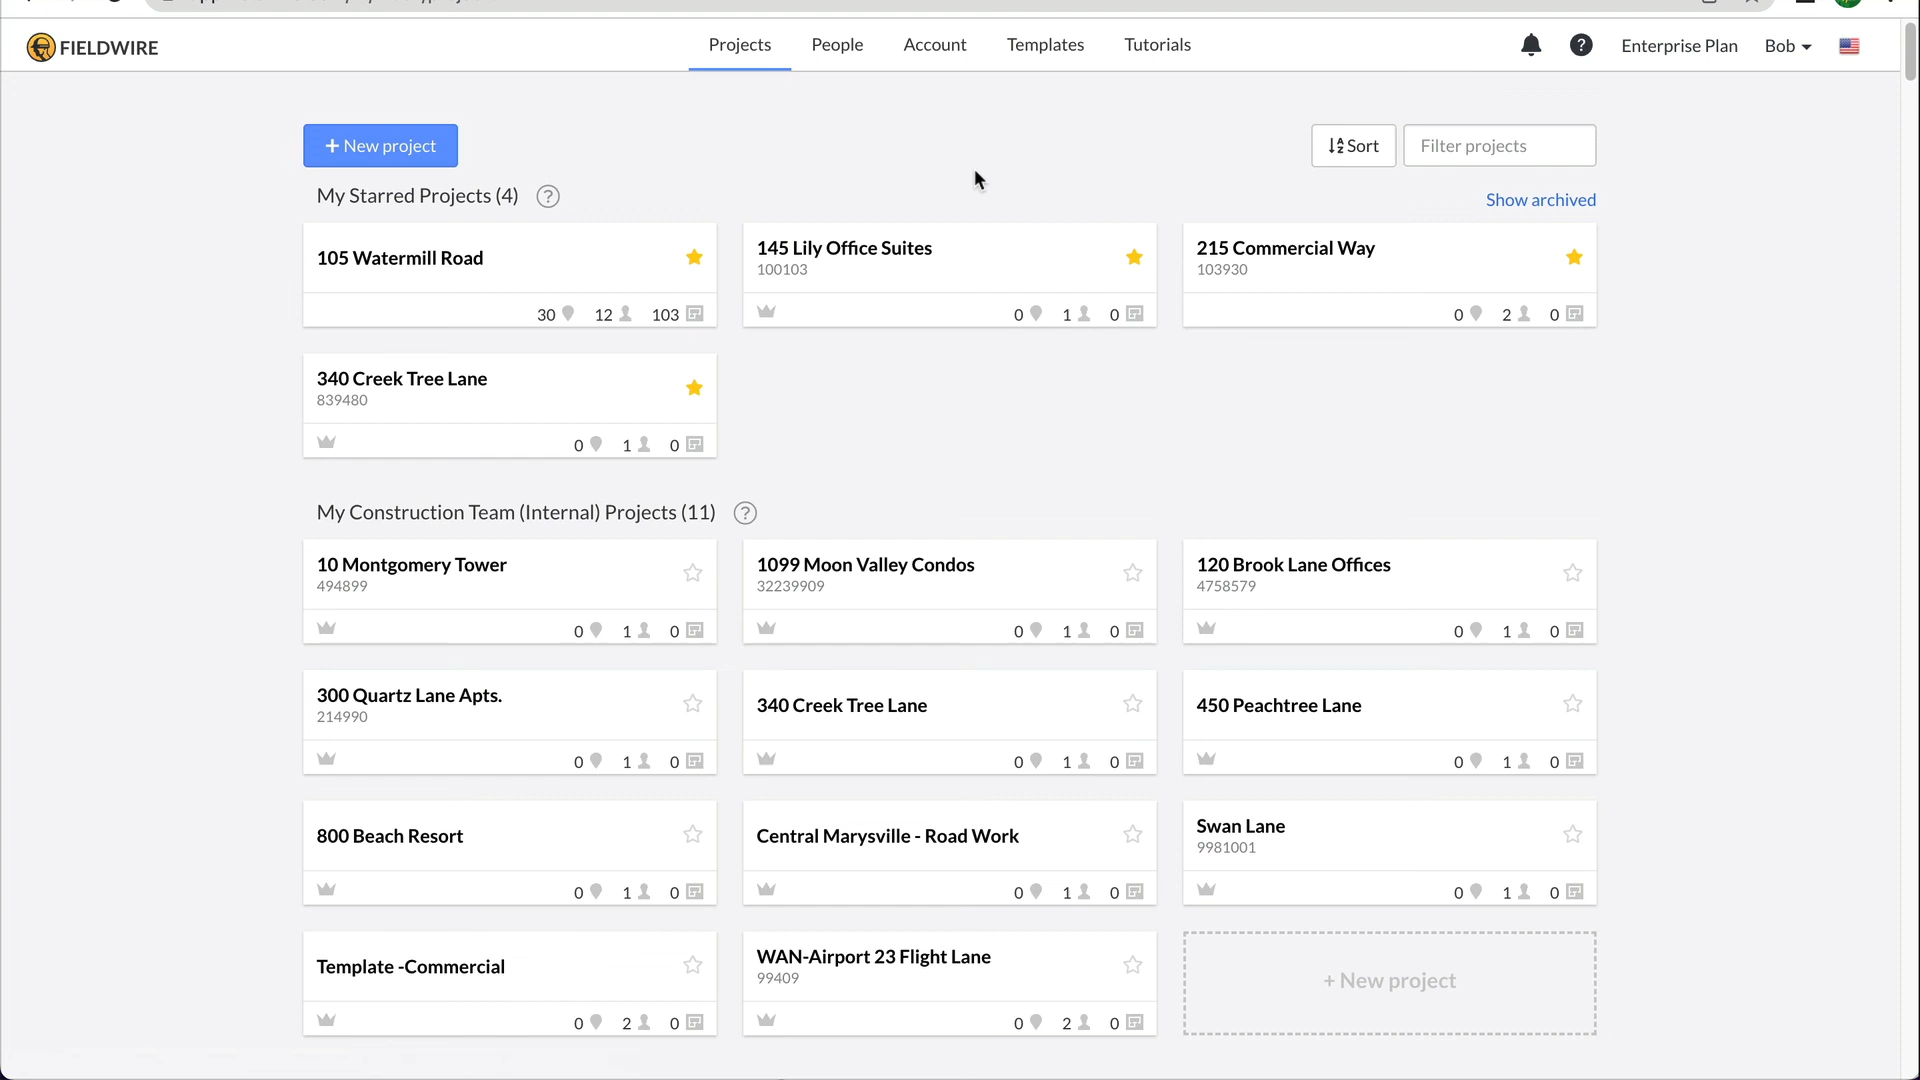 FIELDWIRE
Projects People Account Templates Tutorials
? Enterprise Plan Bob
+ New project
Sort Filter projects
My Starred Projects (4) ?
Show archived
105 Watermill Road
30 12 103
145 Lily Office Suites
100103
0 1 0
215 Commercial Way
103930
0 2 0
340 Creek Tree Lane
839480
0 1 0
My Construction Team (Internal) Projects (11) ?
10 Montgomery Tower
494899
0 1 0
1099 Moon Valley Condos
32239909
0 1 0
120 Brook Lane Offices
4758579
0 1 0
300 Quartz Lane Apts.
214990
0 1 0
340 Creek Tree Lane
0 1 0
450 Peachtree Lane
0 1 0
800 Beach Resort
0 1 0
Central Marysville - Road Work
0 1 0
Swan Lane
9981001
0 1 0
Template -Commercial
0 2 0
WAN-Airport 23 Flight Lane
99409
0 2 0
+ New project